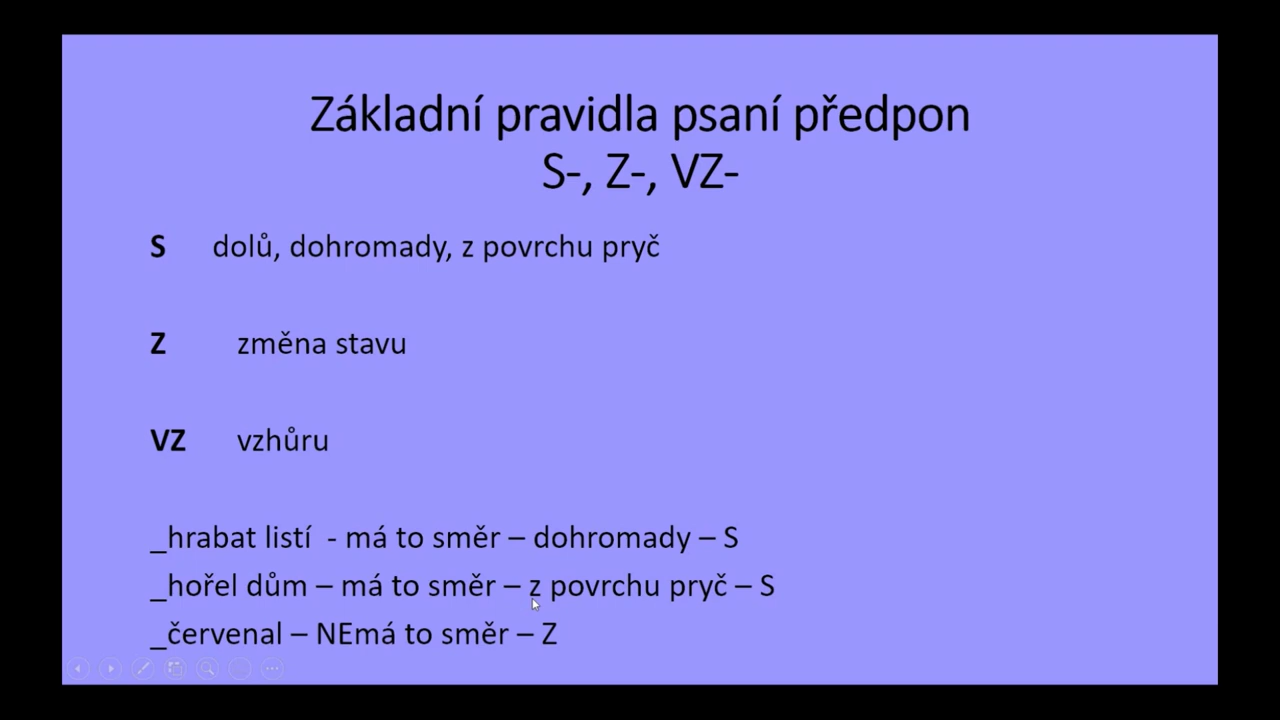 Základní pravidla psaní předpon
S-, Z-, VZ-
S dolů, dohromady, z povrchu pryč
Z změna stavu
VZ vzhůru
_hrabat listí - má to směr – dohromady – S
_hořel dům – má to směr – z povrchu pryč – S
_červenal – NEmá to směr – Z